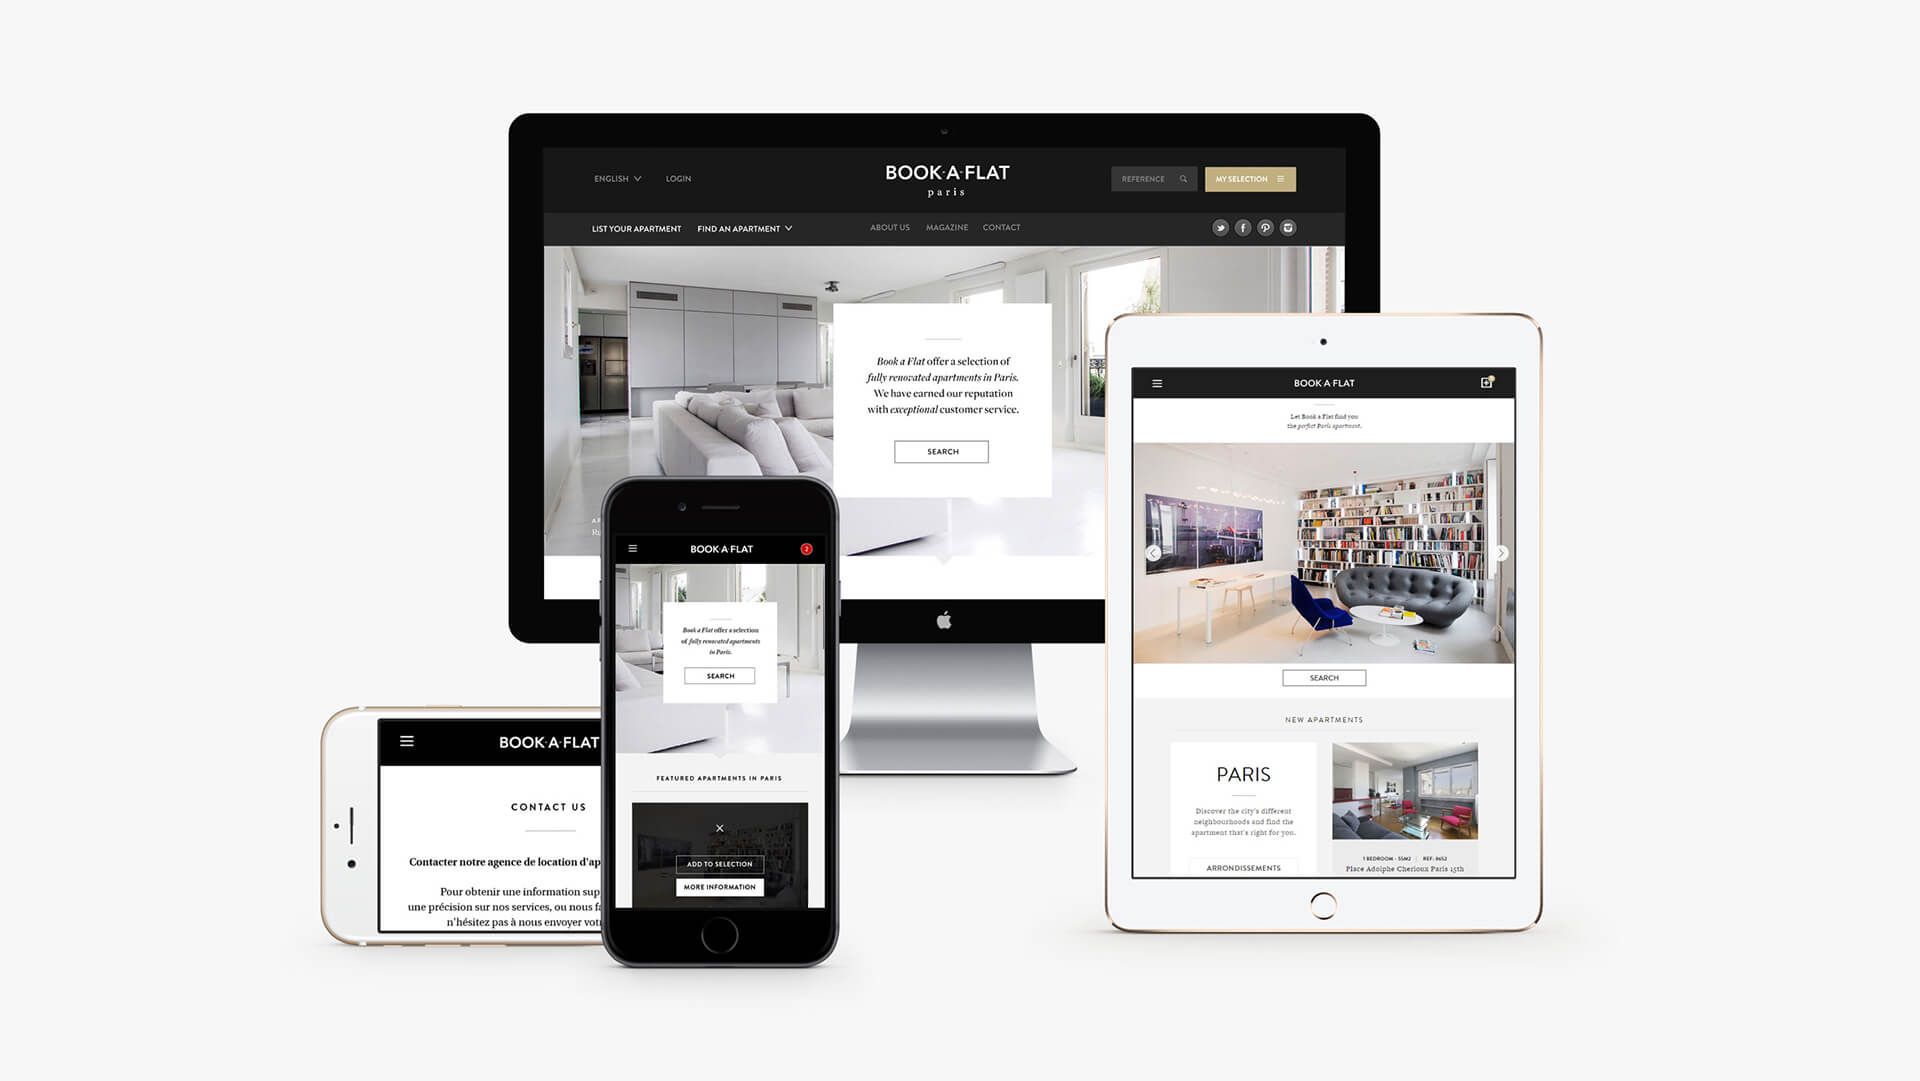 ENGLISH
LOGIN
BOOK·A·FLAT
paris
REFERENCE
MY SELECTION
LIST YOUR APARTMENT
FIND AN APARTMENT
ABOUT US
MAGAZINE
CONTACT
Book a Flat offer a selection of
fully renovated apartments in Paris.
We have earned our reputation
with exceptional customer service.
SEARCH
BOOK A FLAT
Let Book a Flat find you
the perfect Paris apartment.
SEARCH
NEW APARTMENTS
PARIS
Discover the city's different
neighbourhoods and find the
apartment that's right for you.
ARRONDISSEMENTS
1 BEDROOM - 55M2 | REF: 8652
Place Adolphe Cherioux Paris 15th
BOOK·A·FLAT
2
Book a Flat offer a selection
of fully renovated apartments
in Paris.
SEARCH
FEATURED APARTMENTS IN PARIS
ADD TO SELECTION
MORE INFORMATION
BOOK·A·FLAT
CONTACT US
Contacter notre agence de location d'ap
Pour obtenir une information sup
une précision sur nos services, ou nous fa
n'hésitez pas à nous envoyer votr